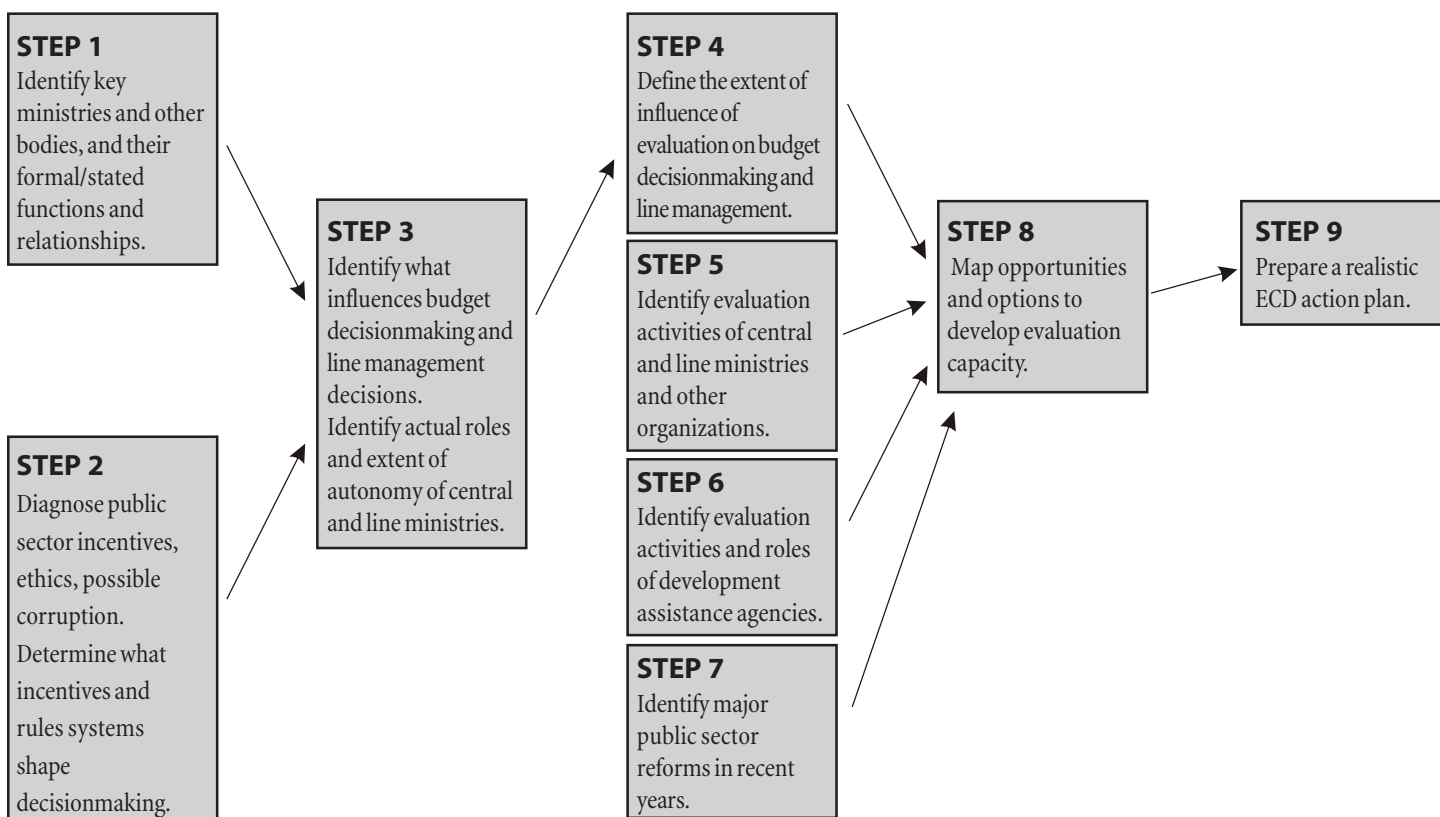 STEP 1
Identify key
ministries and other
bodies, and their
formal/stated
functions and
relationships.
STEP 2
Diagnose public
sector incentives,
ethics, possible
corruption.
Determine what
incentives and
rules systems
shape
decisionmaking.
STEP 3
Identify what
influences budget
decisionmaking and
line management
decisions.
Identify actual roles
and extent of
autonomy of central
and line ministries.
STEP 4
Define the extent of
influence of
evaluation on budget
decisionmaking and
line management.
STEP 5
Identify evaluation
activities of central
and line ministries
and other
organizations.
STEP 6
Identify evaluation
activities and roles
of development
assistance agencies.
STEP 7
Identify major
public sector
reforms in recent
years.
STEP 8
Map opportunities
and options to
develop evaluation
capacity.
STEP 9
Prepare a realistic
ECD action plan.